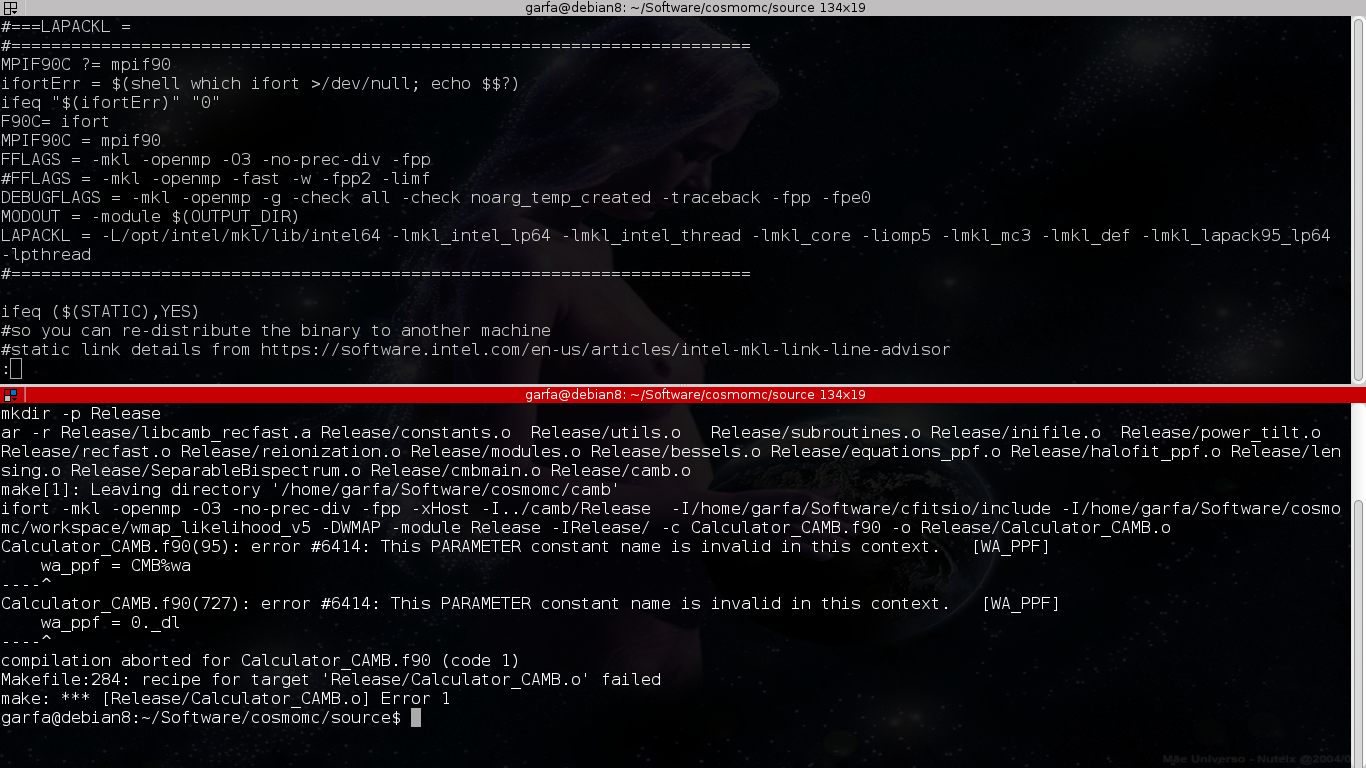 garfa@debian8: ~/Software/cosmomc/source 134x19
#===LAPACKL =
#==========================================================================
MPIF90C ?= mpif90
ifortErr = $(shell which ifort >/dev/null; echo $$?)
ifeq "$(ifortErr)" "0"
F90C= ifort
MPIF90C = mpif90
FFLAGS = -mkl -openmp -O3 -no-prec-div -fpp
#FFLAGS = -mkl -openmp -fast -w -fpp2 -limf
DEBUGFLAGS = -mkl -openmp -g -check all -check noarg_temp_created -traceback -fpp -fpe0
MODOUT = -module $(OUTPUT_DIR)
LAPACKL = -L/opt/intel/mkl/lib/intel64 -lmkl_intel_lp64 -lmkl_intel_thread -lmkl_core -liomp5 -lmkl_mc3 -lmkl_def -lmkl_lapack95_lp64
-lpthread
#==========================================================================
ifeq ($(STATIC),YES)
#so you can re-distribute the binary to another machine
#static link details from https://software.intel.com/en-us/articles/intel-mkl-link-line-advisor
:
garfa@debian8: ~/Software/cosmomc/source 134x19
mkdir -p Release
ar -r Release/libcamb_recfast.a Release/constants.o  Release/utils.o   Release/subroutines.o Release/inifile.o  Release/power_tilt.o
Release/recfast.o Release/reionization.o Release/modules.o Release/bessels.o Release/equations_ppf.o Release/halofit_ppf.o Release/len
sing.o Release/SeparableBispectrum.o Release/cmbmain.o Release/camb.o
make[1]: Leaving directory '/home/garfa/Software/cosmomc/camb'
ifort -mkl -openmp -O3 -no-prec-div -fpp -xHost -I../camb/Release  -I/home/garfa/Software/cfitsio/include -I/home/garfa/Software/cosmo
mc/workspace/wmap_likelihood_v5 -DWMAP -module Release -IRelease/ -c Calculator_CAMB.f90 -o Release/Calculator_CAMB.o
Calculator_CAMB.f90(95): error #6414: This PARAMETER constant name is invalid in this context.   [WA_PPF]
    wa_ppf = CMB%wa
----^
Calculator_CAMB.f90(727): error #6414: This PARAMETER constant name is invalid in this context.   [WA_PPF]
    wa_ppf = 0._dl
----^
compilation aborted for Calculator_CAMB.f90 (code 1)
Makefile:284: recipe for target 'Release/Calculator_CAMB.o' failed
make: *** [Release/Calculator_CAMB.o] Error 1
garfa@debian8:~/Software/cosmomc/source$
Mãe Universo - Nuteix @2004/0